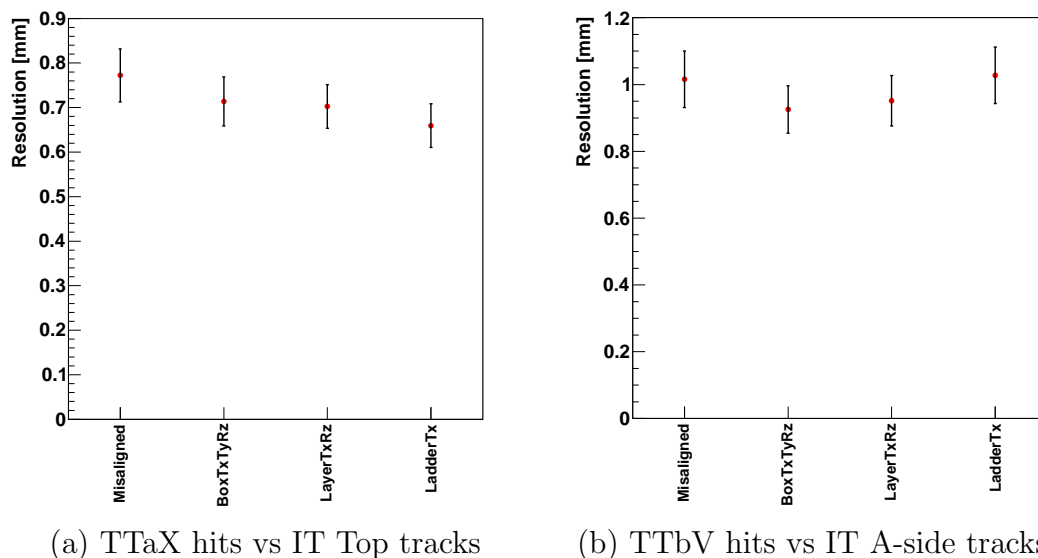 Resolution [mm]
0.9
0.8
0.7
0.6
0.5
0.4
0.3
0.2
0.1
0
Misaligned
BoxTxTyRz
LayerTxRz
LadderTx
(a) TTaX hits vs IT Top tracks
Resolution [mm]
1.2
1
0.8
0.6
0.4
0.2
0
Misaligned
BoxTxTyRz
LayerTxRz
LadderTx
(b) TTbV hits vs IT A-side tracks